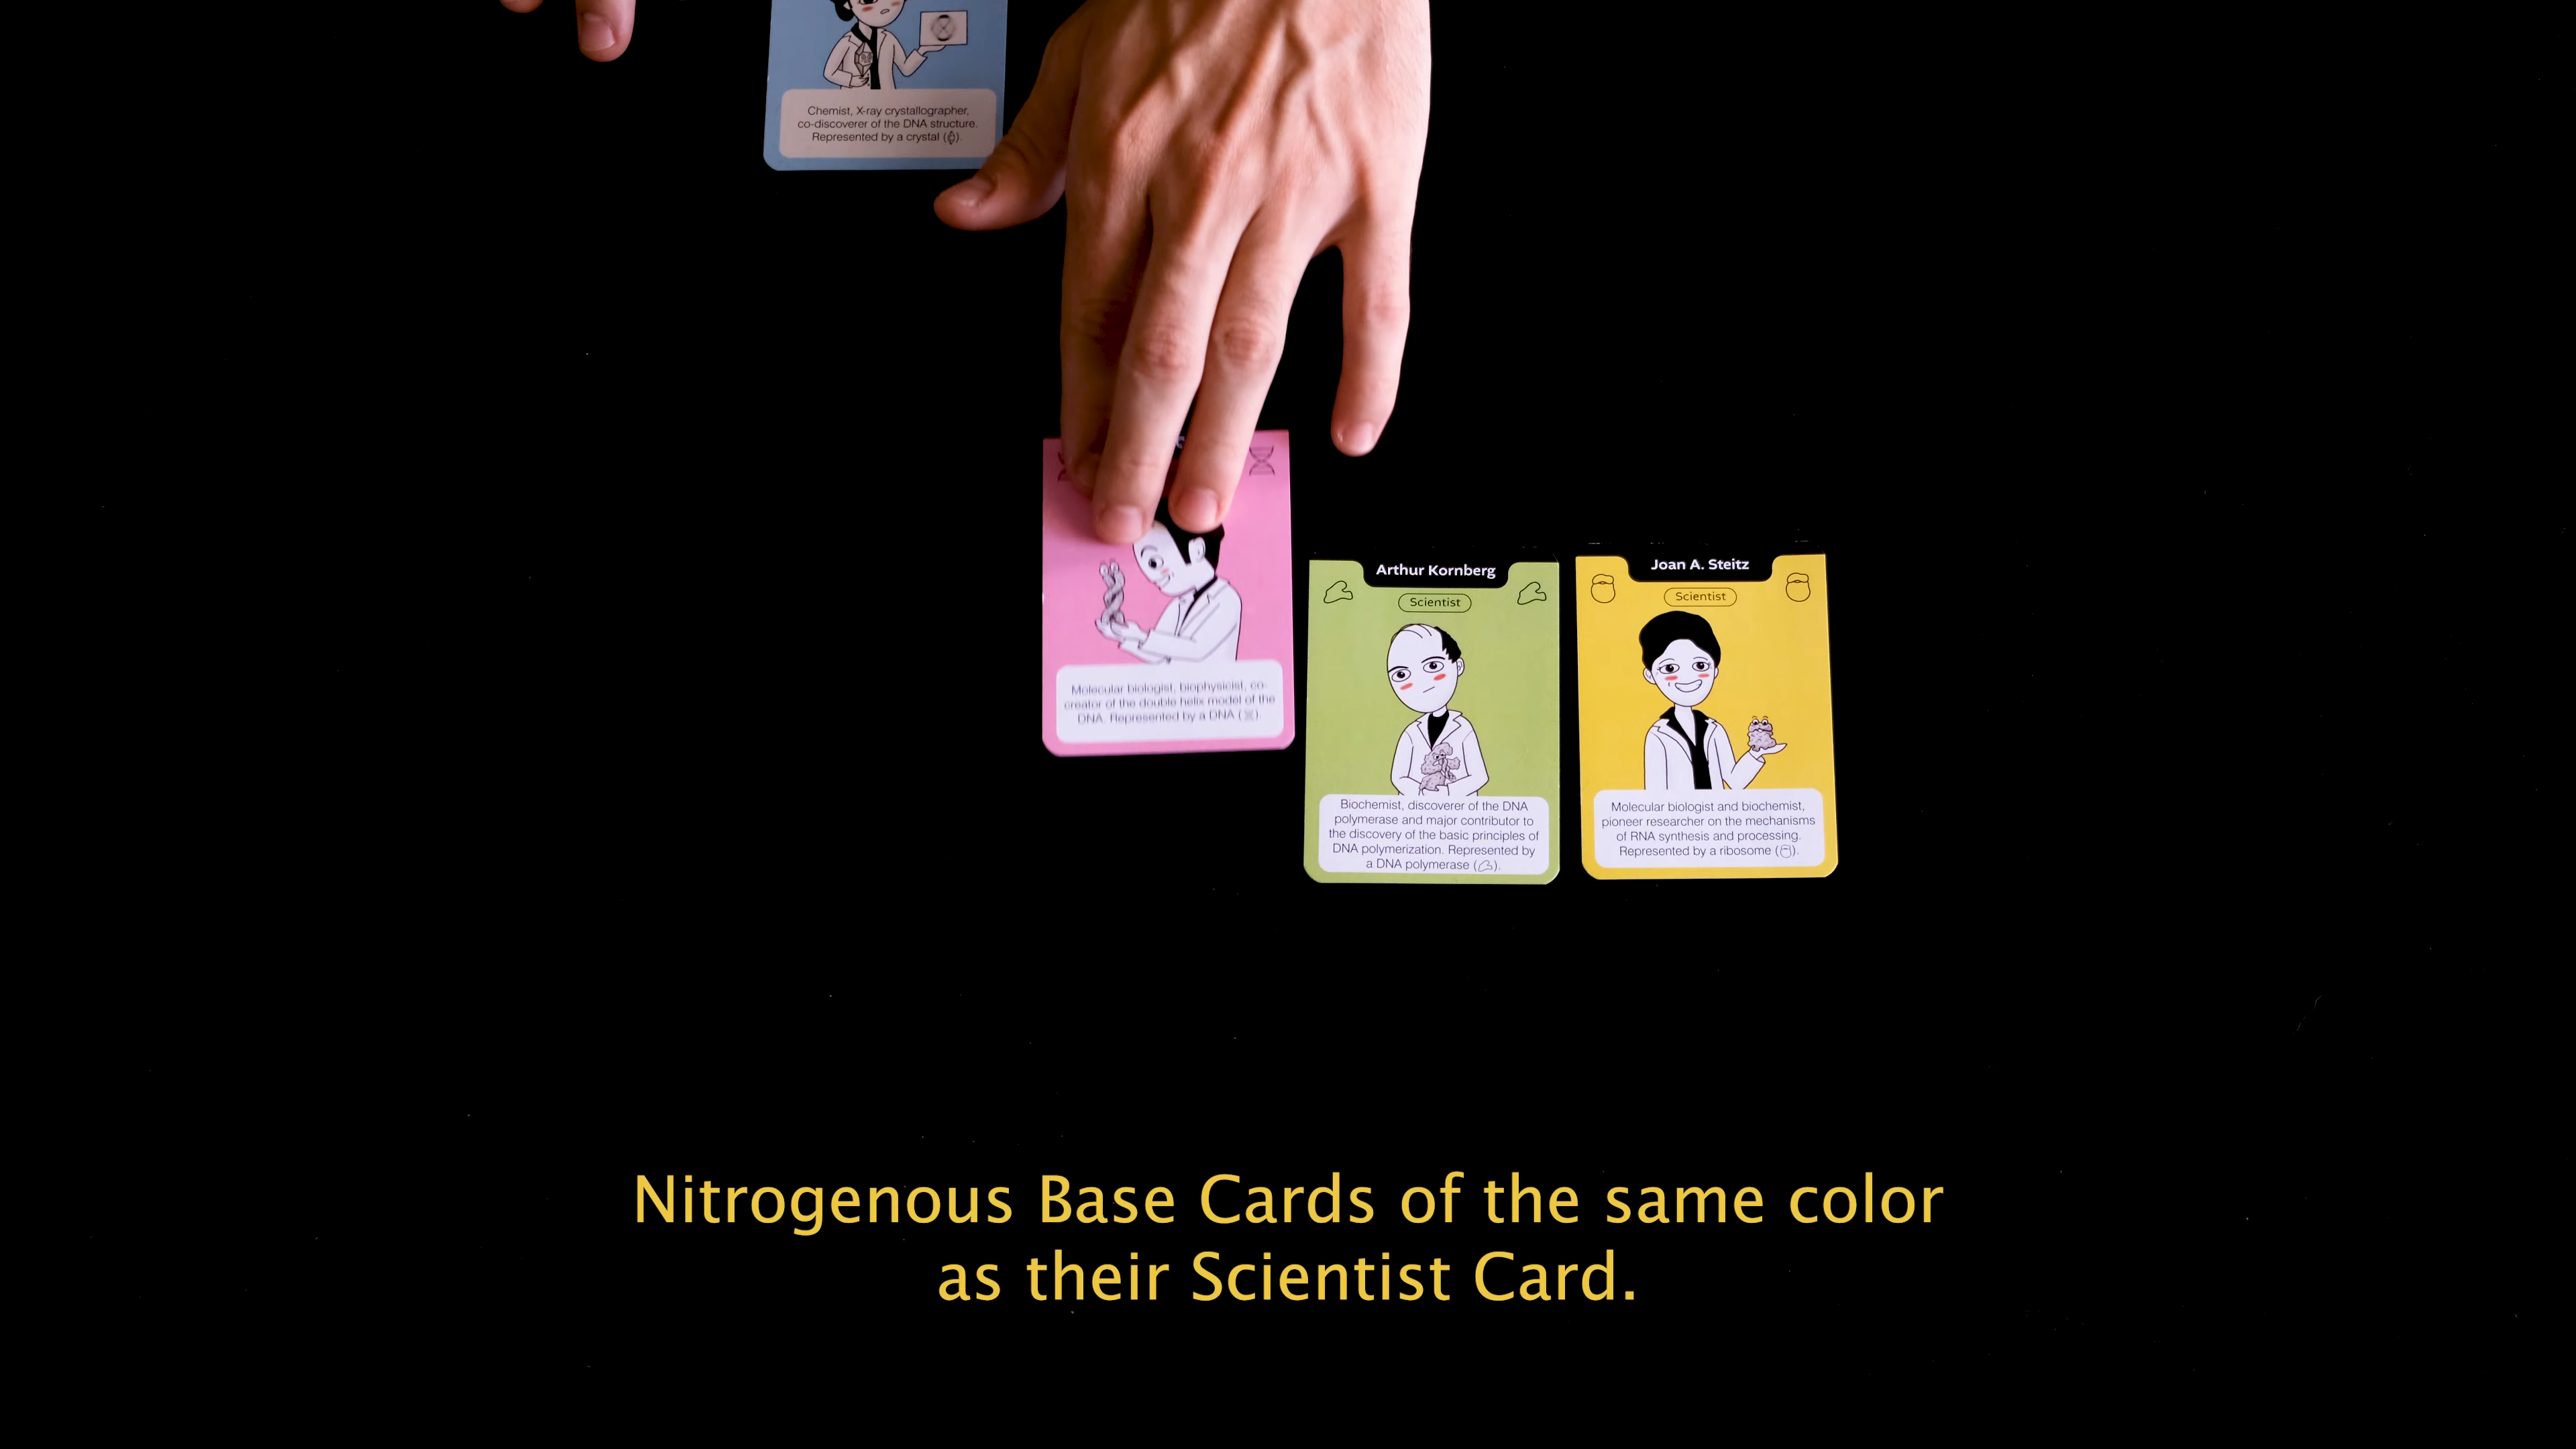 Chemist, X-ray crystallographer,
co-discoverer of the DNA structure.
Represented by a crystal ().
Molecular biologist, biophysicist, co-
creator of the double helix model of the
DNA. Represented by a DNA ().
Arthur Kornberg
Scientist
Biochemist, discoverer of the DNA
polymerase and major contributor to
the discovery of the basic principles of
DNA polymerization. Represented by
a DNA polymerase ().
Joan A. Steitz
Scientist
Molecular biologist and biochemist,
pioneer researcher on the mechanisms
of RNA synthesis and processing.
Represented by a ribosome ().
Nitrogenous Base Cards of the same color
as their Scientist Card.